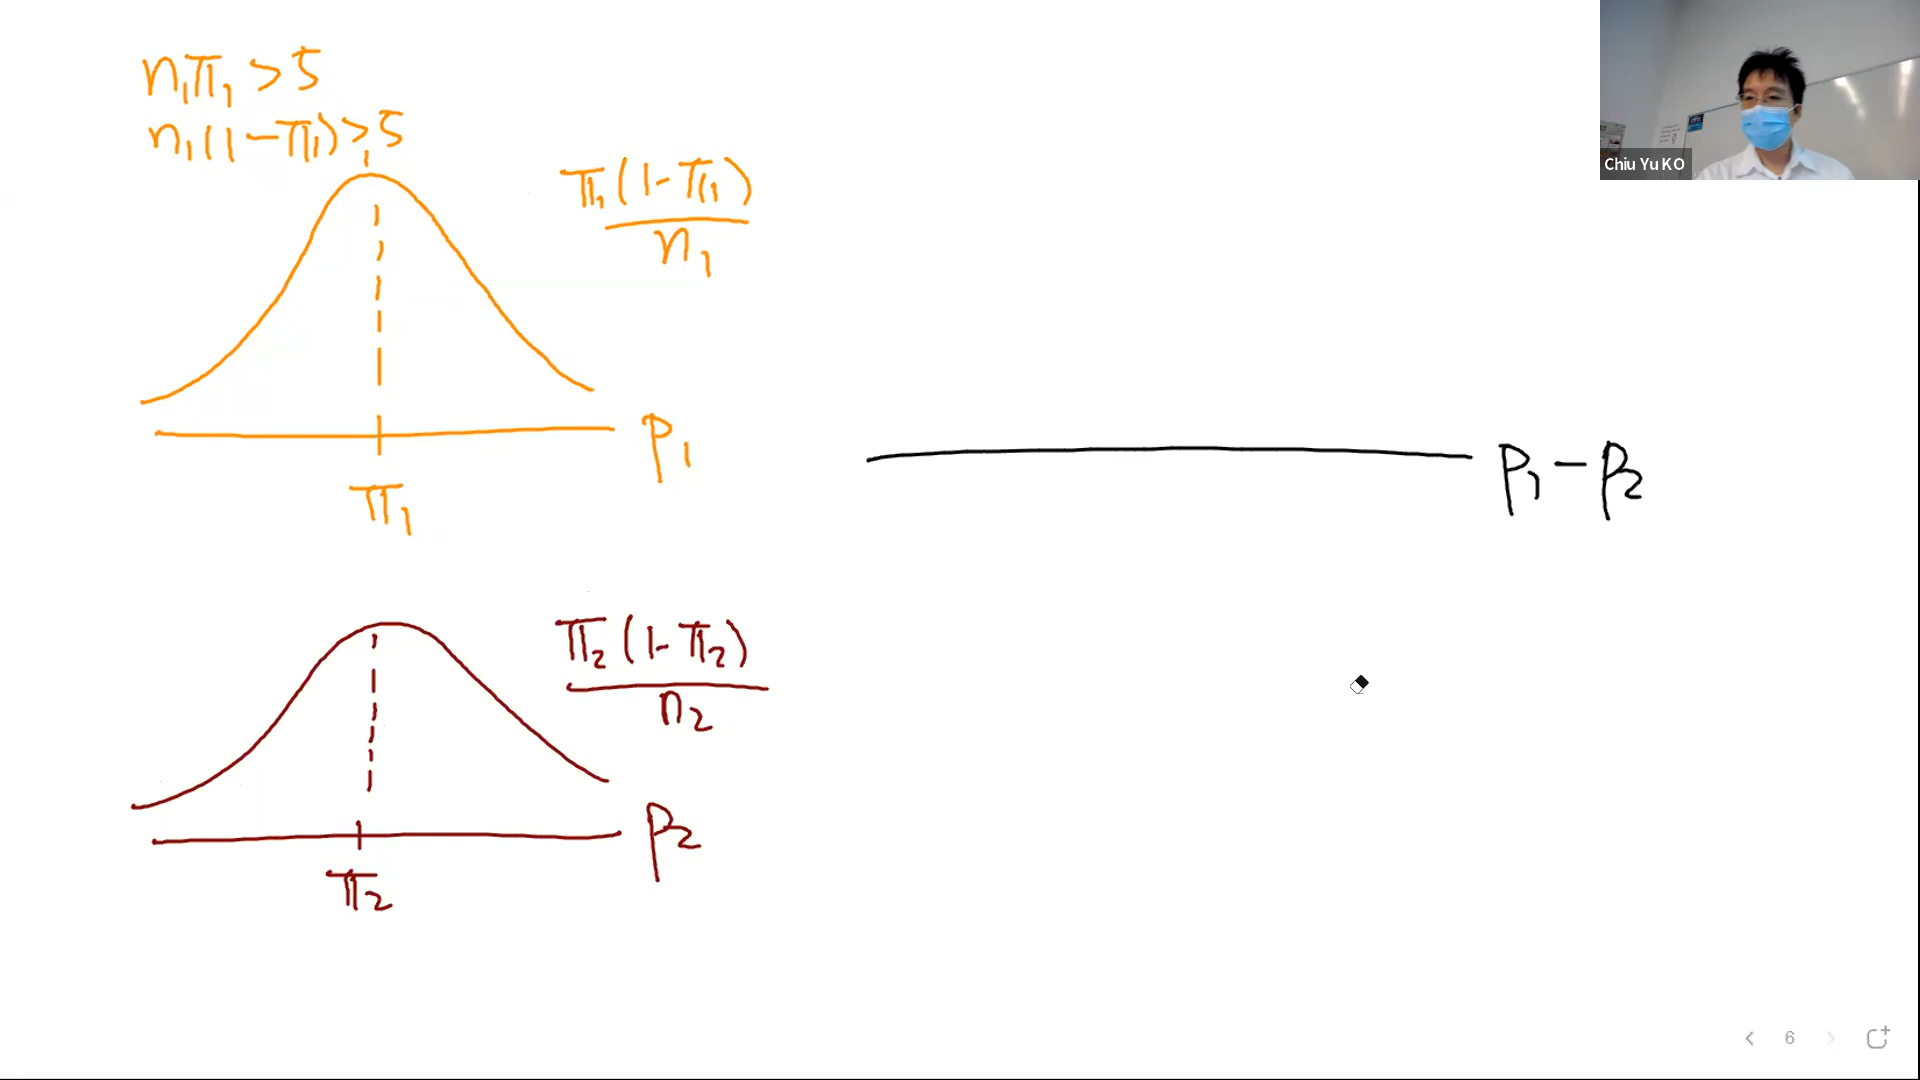 n₁π₁ > 5
n₁(1-π₁) > 5
π₁(1-π₁)
n₁
p₁
π₁
p₁ - p₂
π₂(1-π₂)
n₂
p₂
π₂
Chiu Yu KO
6